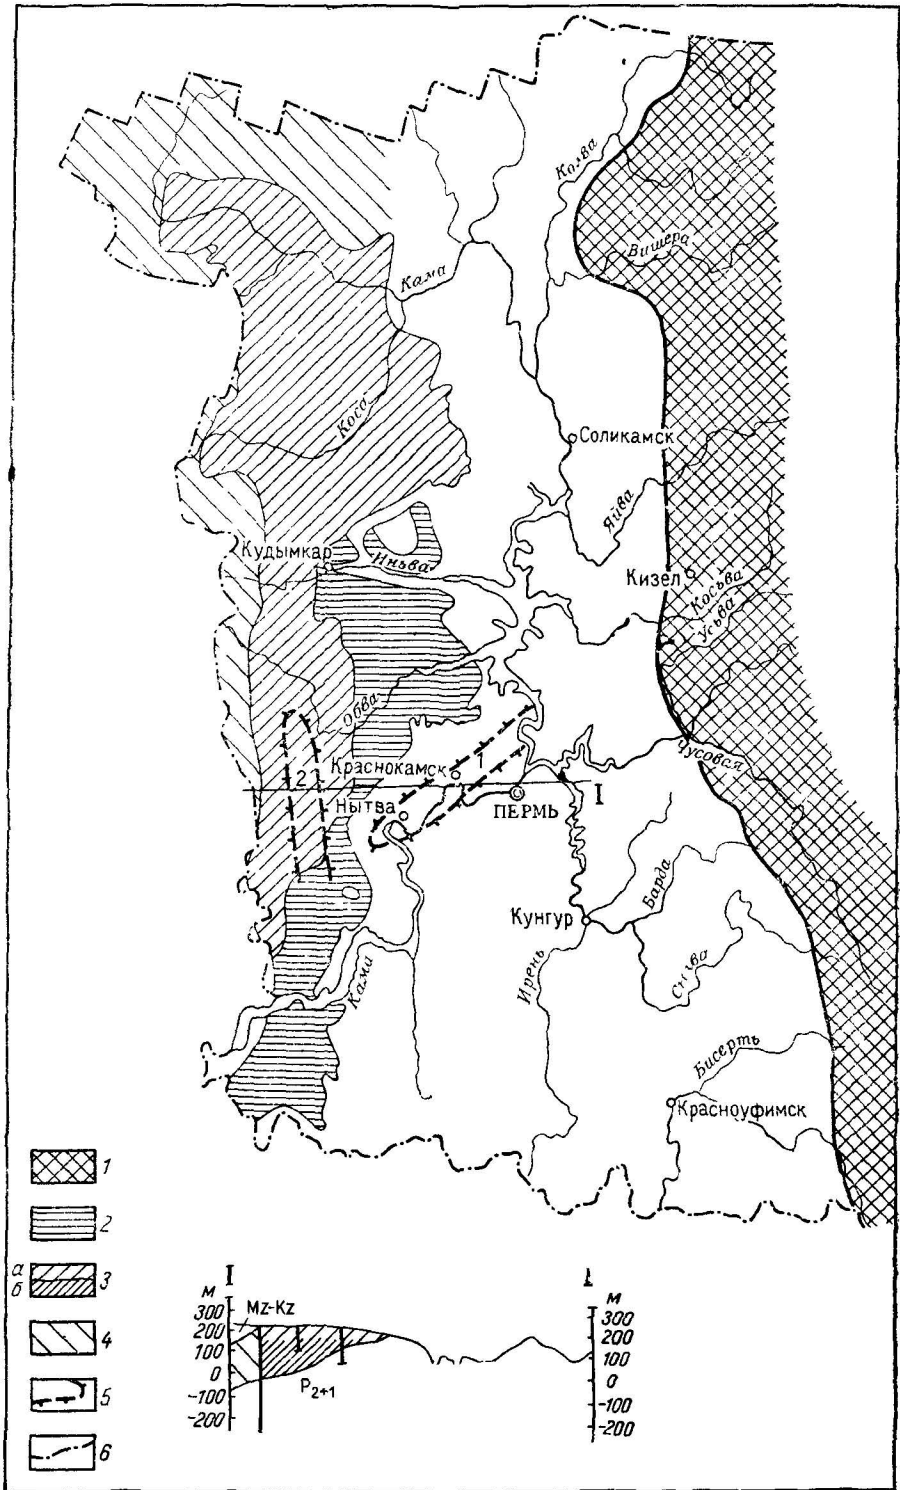 Колва
Вишера
Кама
Коса
Соликамск
Яйва
Кудымкар
Иньва
Кизел
Косьва
Усьва
Обва
Чусовая
Краснокамск
1
2
I
Нытва
ПЕРМЬ
Барда
Кунгур
Кама
Ирень
Бисерть
Красноуфимск
1
2
а
б
3
4
5
6
I
I
м
300
200
100
0
-100
-200
Mz-Kz
P2+1
м
300
200
100
0
-100
-200